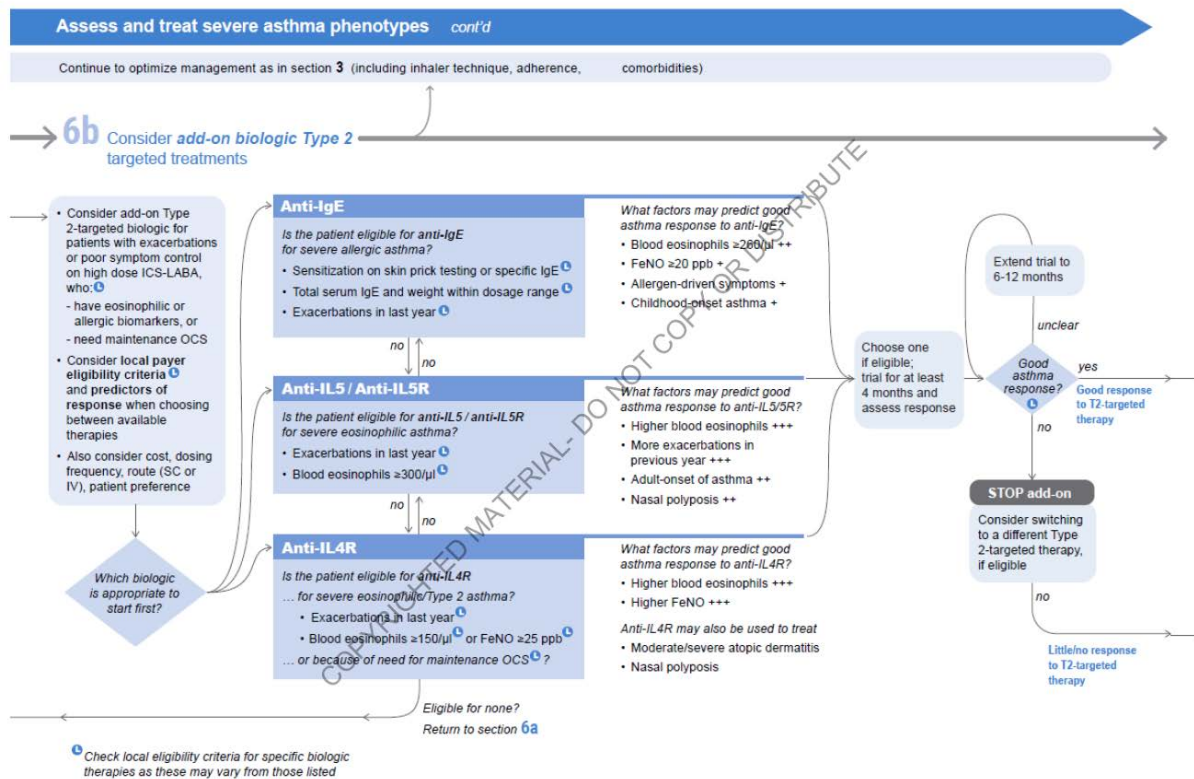 Assess and treat severe asthma phenotypes cont'd
Continue to optimize management as in section 3 (including inhaler technique, adherence, comorbidities)
6b Consider add-on biologic Type 2
targeted treatments
• Consider add-on Type
2-targeted biologic for
patients with exacerbations
or poor symptom control
on high dose ICS-LABA,
who: L
- have eosinophilic or
allergic biomarkers, or
- need maintenance OCS
• Consider local payer
eligibility criteria L
and predictors of
response when choosing
between available
therapies
• Also consider cost, dosing
frequency, route (SC or
IV), patient preference
Which biologic
is appropriate to
start first?
Anti-IgE
Is the patient eligible for anti-IgE
for severe allergic asthma?
• Sensitization on skin prick testing or specific IgE L
• Total serum IgE and weight within dosage range L
• Exacerbations in last year L
What factors may predict good
asthma response to anti-IgE?
• Blood eosinophils ≥260/µl ++
• FeNO ≥20 ppb +
• Allergen-driven symptoms +
• Childhood-onset asthma +
no
no
Anti-IL5 / Anti-IL5R
Is the patient eligible for anti-IL5 / anti-IL5R
for severe eosinophilic asthma?
• Exacerbations in last year L
• Blood eosinophils ≥300/µl L
What factors may predict good
asthma response to anti-IL5/5R?
• Higher blood eosinophils +++
• More exacerbations in
previous year +++
• Adult-onset of asthma ++
• Nasal polyposis ++
no
no
Anti-IL4R
Is the patient eligible for anti-IL4R
… for severe eosinophilic/Type 2 asthma?
• Exacerbations in last year L
• Blood eosinophils ≥150/µl L or FeNO ≥25 ppb L
… or because of need for maintenance OCS L ?
What factors may predict good
asthma response to anti-IL4R?
• Higher blood eosinophils +++
• Higher FeNO +++
Anti-IL4R may also be used to treat
• Moderate/severe atopic dermatitis
• Nasal polyposis
Eligible for none?
Return to section 6a
Choose one
if eligible;
trial for at least
4 months and
assess response
Extend trial to
6-12 months
unclear
Good
asthma
response?
L
yes
Good response
to T2-targeted
therapy
no
STOP add-on
Consider switching
to a different Type
2-targeted therapy,
if eligible
no
Little/no response
to T2-targeted
therapy
L Check local eligibility criteria for specific biologic
therapies as these may vary from those listed
COPYRIGHTED MATERIAL- DO NOT COPY OR DISTRIBUTE